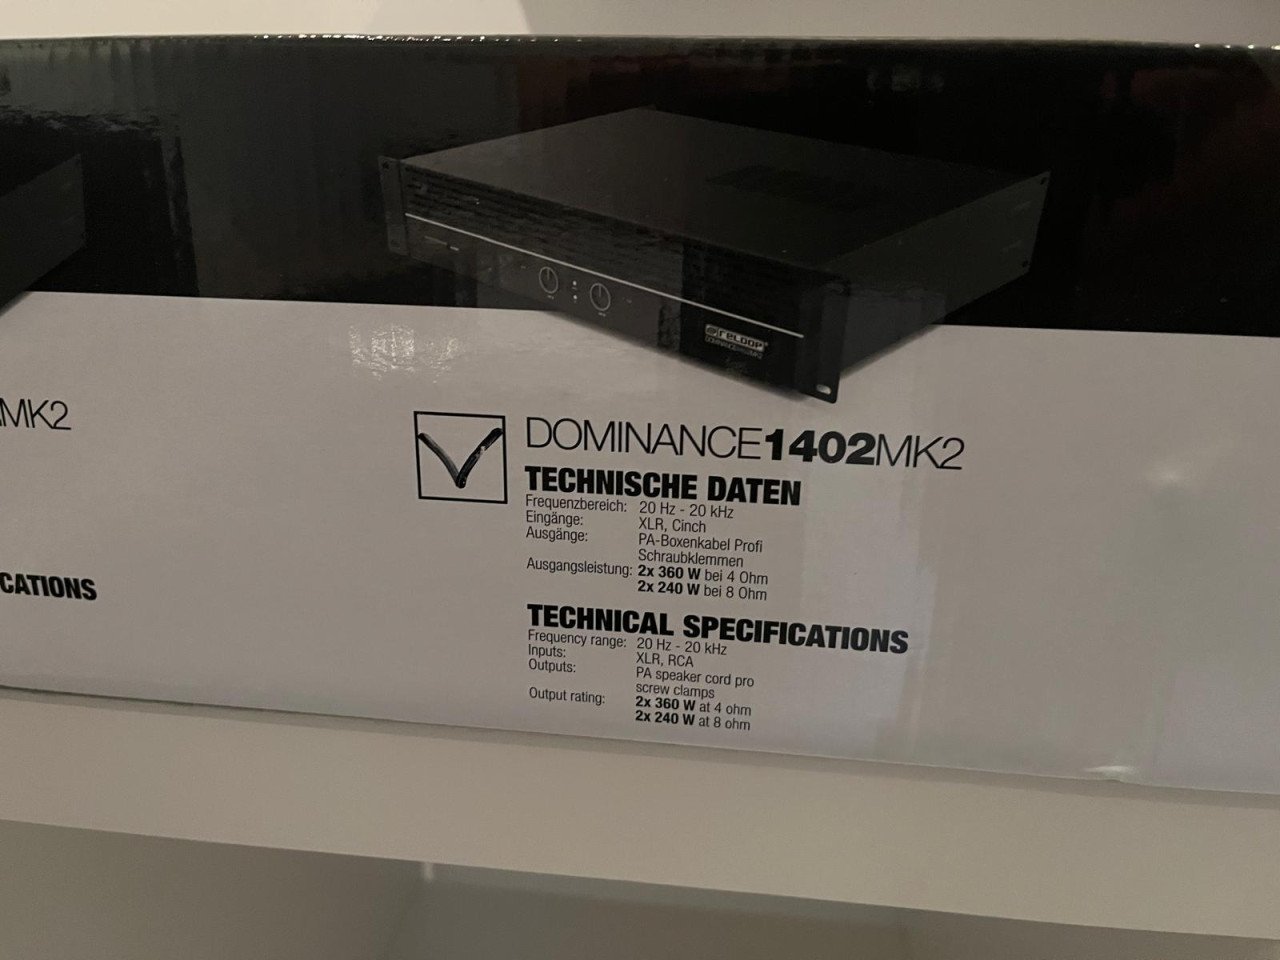 reloop
MK2
DOMINANCE1402MK2
TECHNISCHE DATEN
Frequenzbereich: 20 Hz - 20 kHz
Eingänge: XLR, Cinch
Ausgänge: PA-Boxenkabel Profi
Schraubklemmen
Ausgangsleistung: 2x 360 W bei 4 Ohm
2x 240 W bei 8 Ohm
CATIONS
TECHNICAL SPECIFICATIONS
Frequency range: 20 Hz - 20 kHz
Inputs: XLR, RCA
Outputs: PA speaker cord pro
screw clamps
Output rating: 2x 360 W at 4 ohm
2x 240 W at 8 ohm